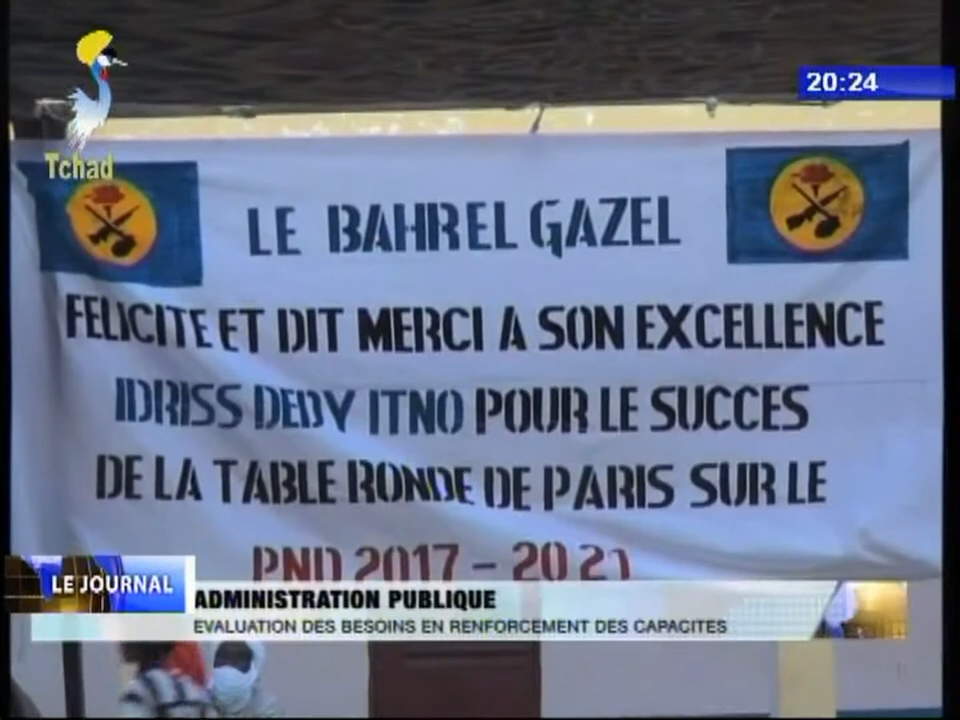 20:24
Tchad
LE BAHREL GAZEL
FELICITE ET DIT MERCI A SON EXCELLENCE
IDRISS DEDY ITNO POUR LE SUCCES
DE LA TABLE RONDE DE PARIS SUR LE
PND 2017 - 2021
LE JOURNAL
ADMINISTRATION PUBLIQUE
EVALUATION DES BESOINS EN RENFORCEMENT DES CAPACITES